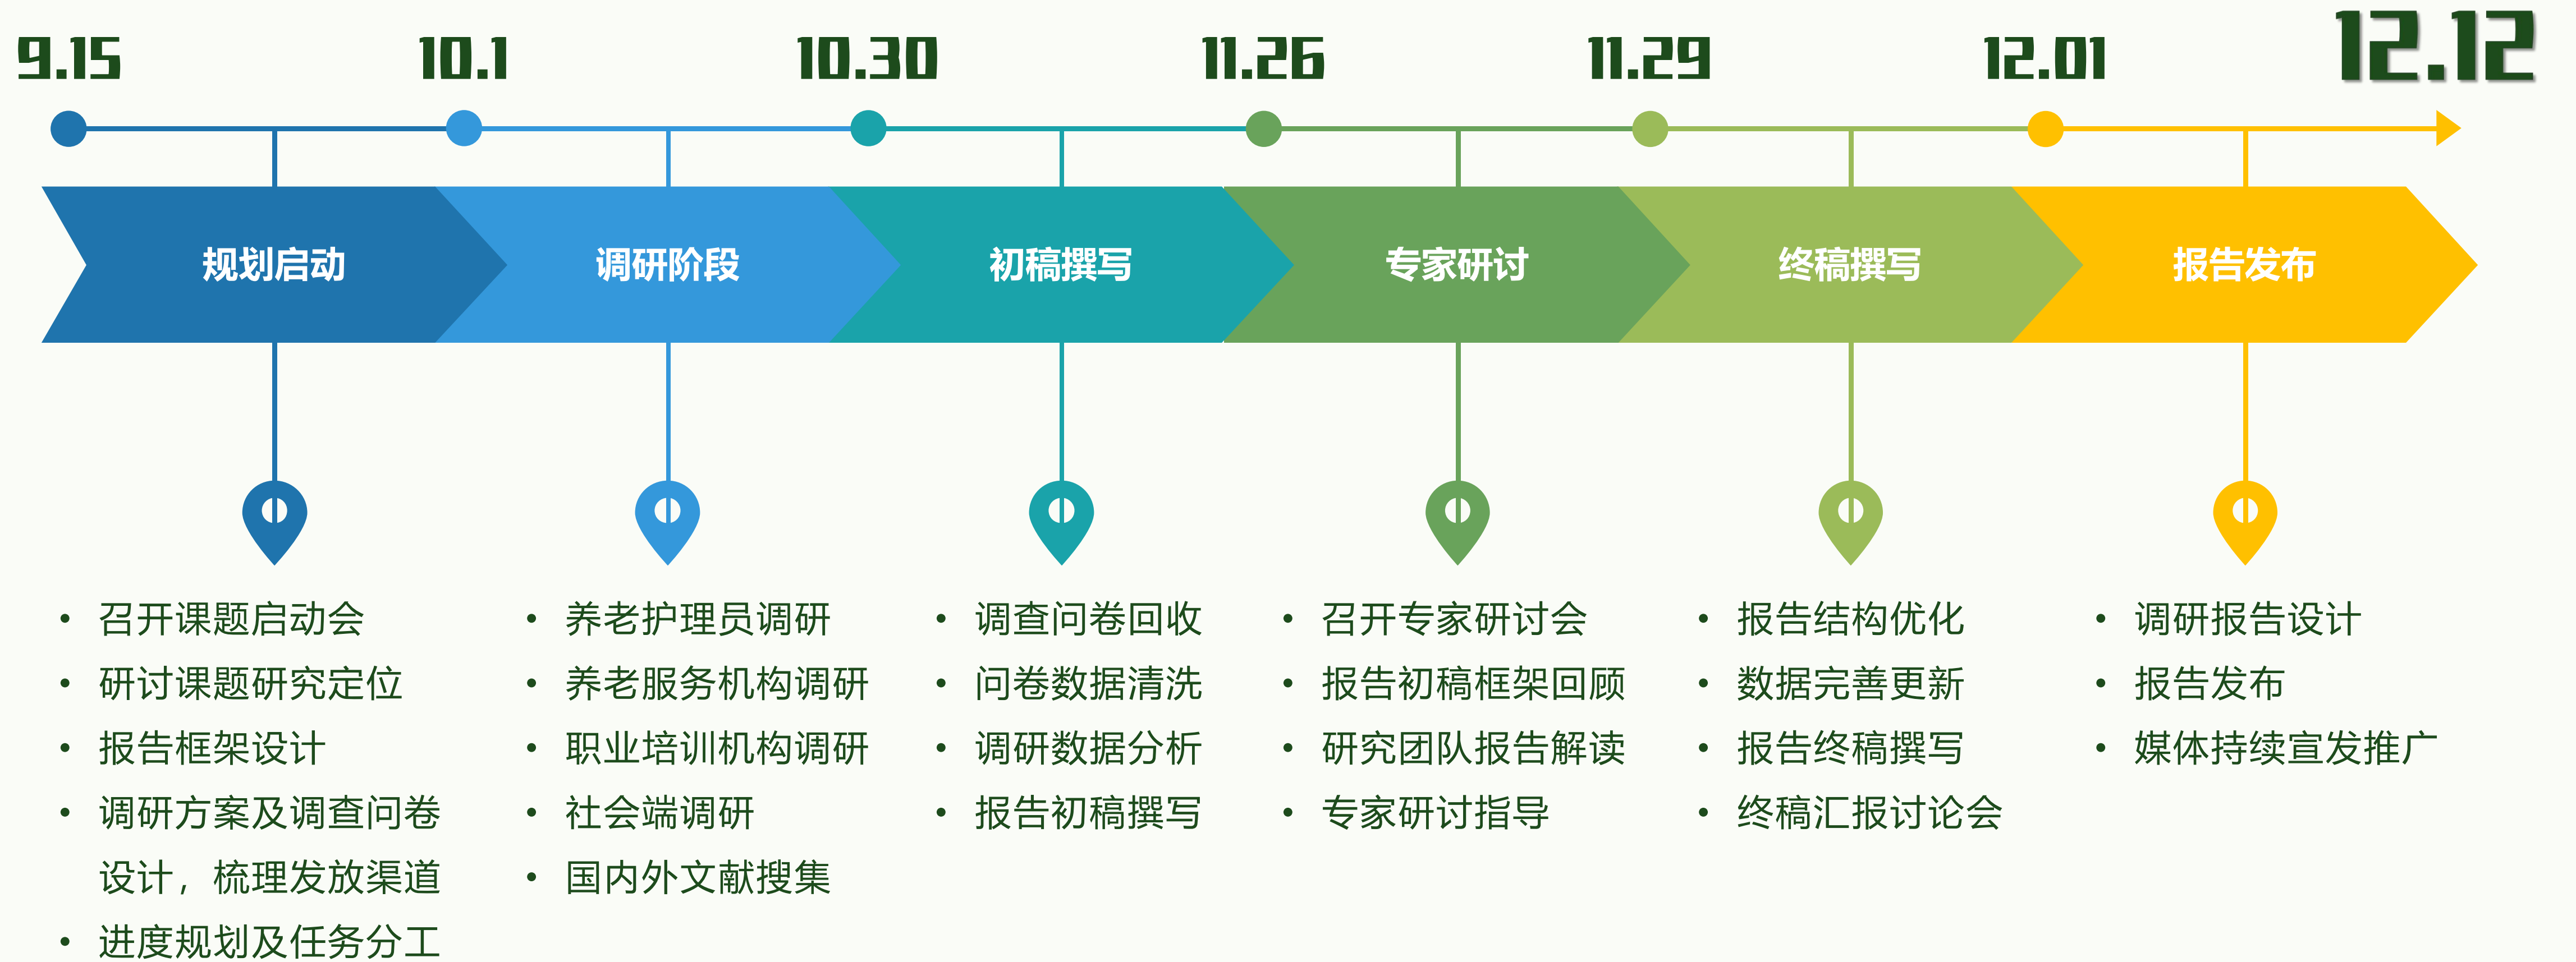 9.15
10.1
10.30
11.26
11.29
12.01
12.12
规划启动
调研阶段
初稿撰写
专家研讨
终稿撰写
报告发布
• 召开课题启动会
• 研讨课题研究定位
• 报告框架设计
• 调研方案及调查问卷
设计，梳理发放渠道
• 进度规划及任务分工
• 养老护理员调研
• 养老服务机构调研
• 职业培训机构调研
• 社会端调研
• 国内外文献搜集
• 调查问卷回收
• 问卷数据清洗
• 调研数据分析
• 报告初稿撰写
• 召开专家研讨会
• 报告初稿框架回顾
• 研究团队报告解读
• 专家研讨指导
• 报告结构优化
• 数据完善更新
• 报告终稿撰写
• 终稿汇报讨论会
• 调研报告设计
• 报告发布
• 媒体持续宣发推广